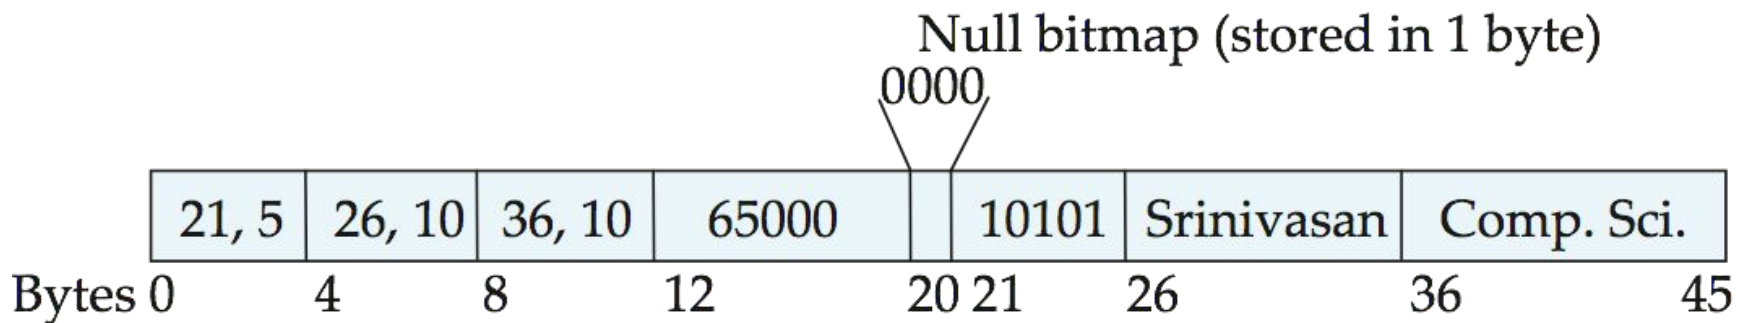 Null bitmap (stored in 1 byte)
0000
21, 5 26, 10 36, 10 65000 10101 Srinivasan Comp. Sci.
Bytes 0 4 8 12 20 21 26 36 45